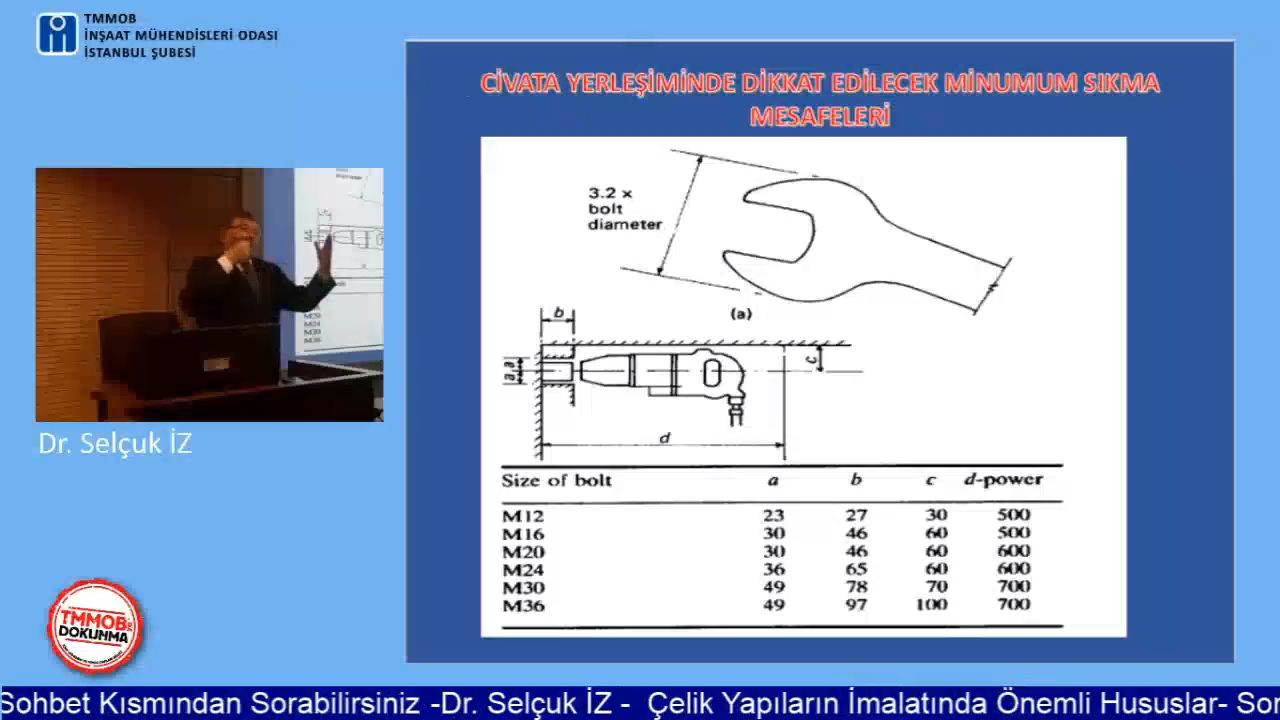 TMMOB
İNŞAAT MÜHENDİSLERİ ODASI
İSTANBUL ŞUBESİ
CİVATA YERLEŞİMİNDE DİKKAT EDİLECEK MİNUMUM SIKMA
MESAFELERİ
3.2 ×
bolt
diameter
(a)
b
a a
c
d
Size of bolt a b c d-power
M12 23 27 30 500
M16 30 46 60 500
M20 30 46 60 600
M24 36 65 60 600
M30 49 78 70 700
M36 49 97 100 700
Dr. Selçuk İZ
TMMOB
DOKUNMA
Sohbet Kısmından Sorabilirsiniz -Dr. Selçuk İZ - Çelik Yapıların İmalatında Önemli Hususlar- Sor